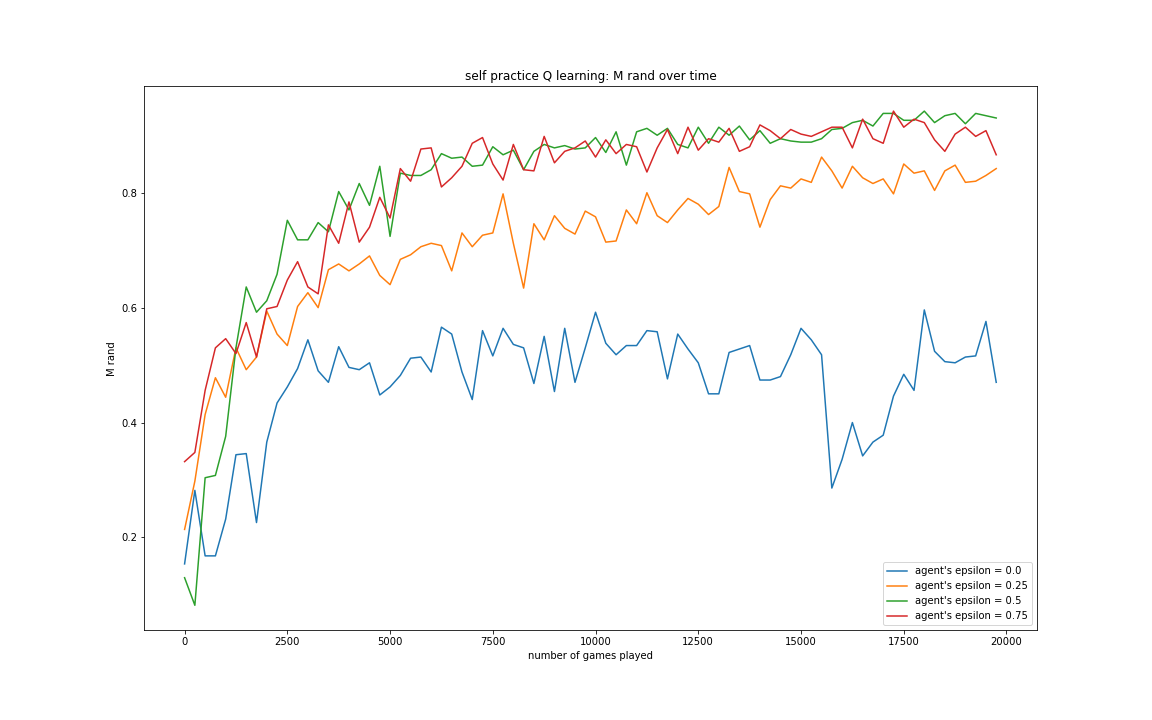 self practice Q learning: M rand over time
M rand
0.8
0.6
0.4
0.2
0
2500
5000
7500
10000
12500
15000
17500
20000
number of games played
agent's epsilon = 0.0
agent's epsilon = 0.25
agent's epsilon = 0.5
agent's epsilon = 0.75